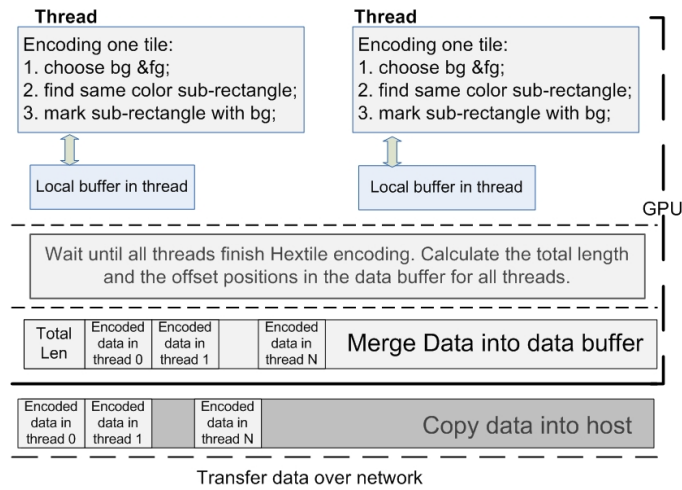 Thread
Encoding one tile:
1. choose bg &fg;
2. find same color sub-rectangle;
3. mark sub-rectangle with bg;
Local buffer in thread
Thread
Encoding one tile:
1. choose bg &fg;
2. find same color sub-rectangle;
3. mark sub-rectangle with bg;
Local buffer in thread
GPU
Wait until all threads finish Hextile encoding. Calculate the total length
and the offset positions in the data buffer for all threads.
Total
Len
Encoded
data in
thread 0
Encoded
data in
thread 1
Encoded
data in
thread N
Merge Data into data buffer
Encoded
data in
thread 0
Encoded
data in
thread 1
Encoded
data in
thread N
Copy data into host
Transfer data over network